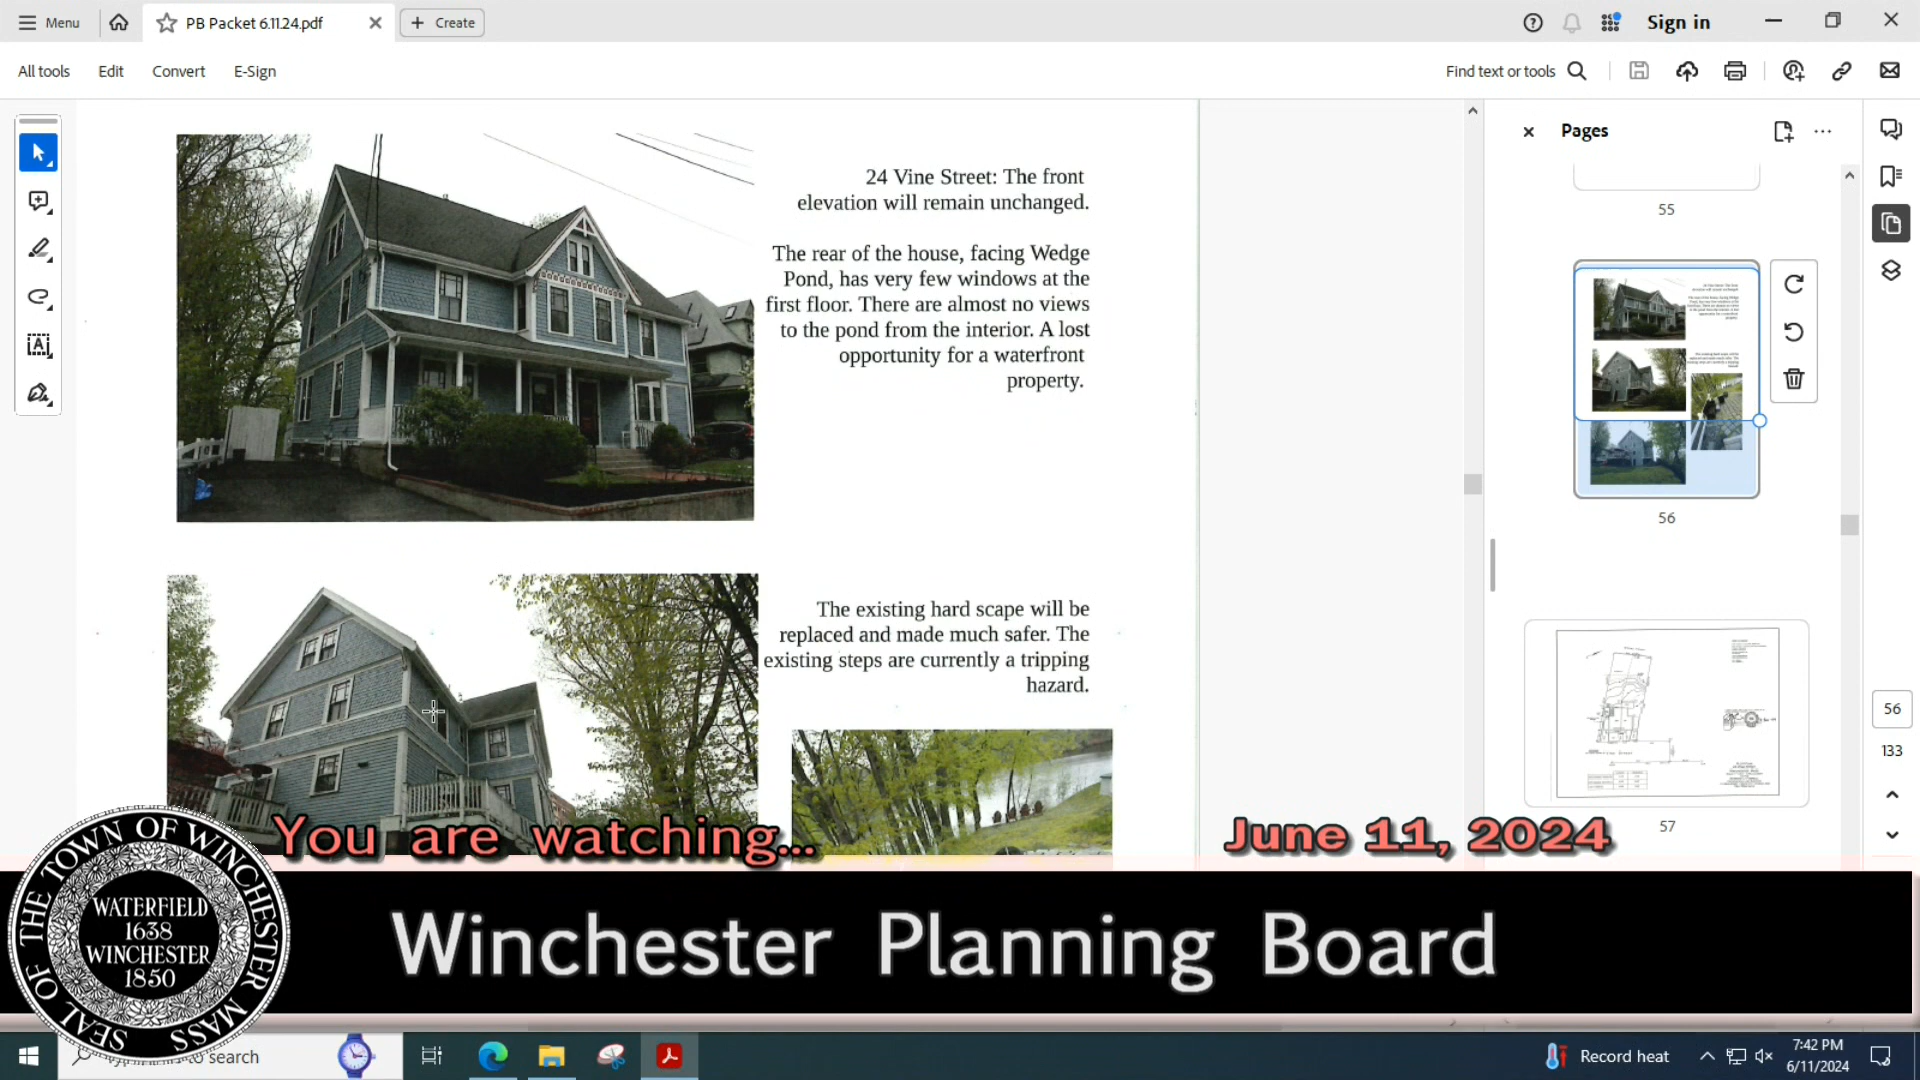 Menu
PB Packet 6.11.24.pdf
Create
Sign in
All tools
Edit
Convert
E-Sign
Find text or tools
24 Vine Street: The front
elevation will remain unchanged.
The rear of the house, facing Wedge
Pond, has very few windows at the
first floor. There are almost no views
to the pond from the interior. A lost
opportunity for a waterfront
property.
The existing hard scape will be
replaced and made much safer. The
existing steps are currently a tripping
hazard.
Pages
55
56
57
56
133
You are watching...
June 11, 2024
Winchester Planning Board
SEAL OF THE TOWN OF WINCHESTER MASS
WATERFIELD
1638
WINCHESTER
1850
to search
Record heat
7:42 PM
6/11/2024